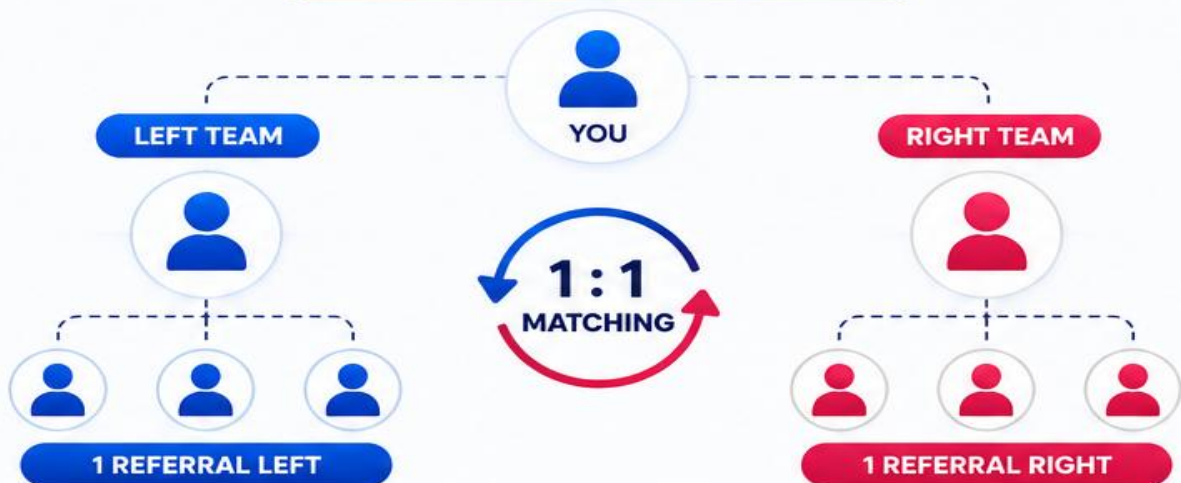 YOU
LEFT TEAM
RIGHT TEAM
1 : 1
MATCHING
1 REFERRAL LEFT
1 REFERRAL RIGHT